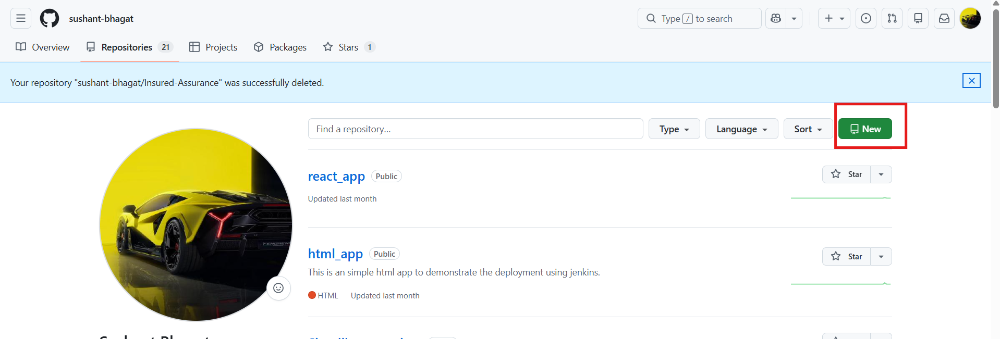 sushant-bhagat
Type / to search
Overview
Repositories 21
Projects
Packages
Stars 1
Your repository "sushant-bhagat/Insured-Assurance" was successfully deleted.
Find a repository...
Type
Language
Sort
New
react_app Public
Star
Updated last month
html_app Public
Star
This is an simple html app to demonstrate the deployment using jenkins.
HTML Updated last month
FENOMENO